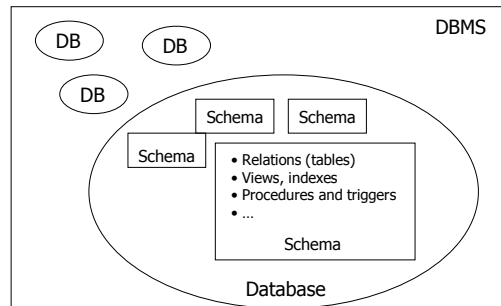 DBMS
DB
DB
DB
Schema
Schema
Schema
• Relations (tables)
• Views, indexes
• Procedures and triggers
• ...
Schema
Database